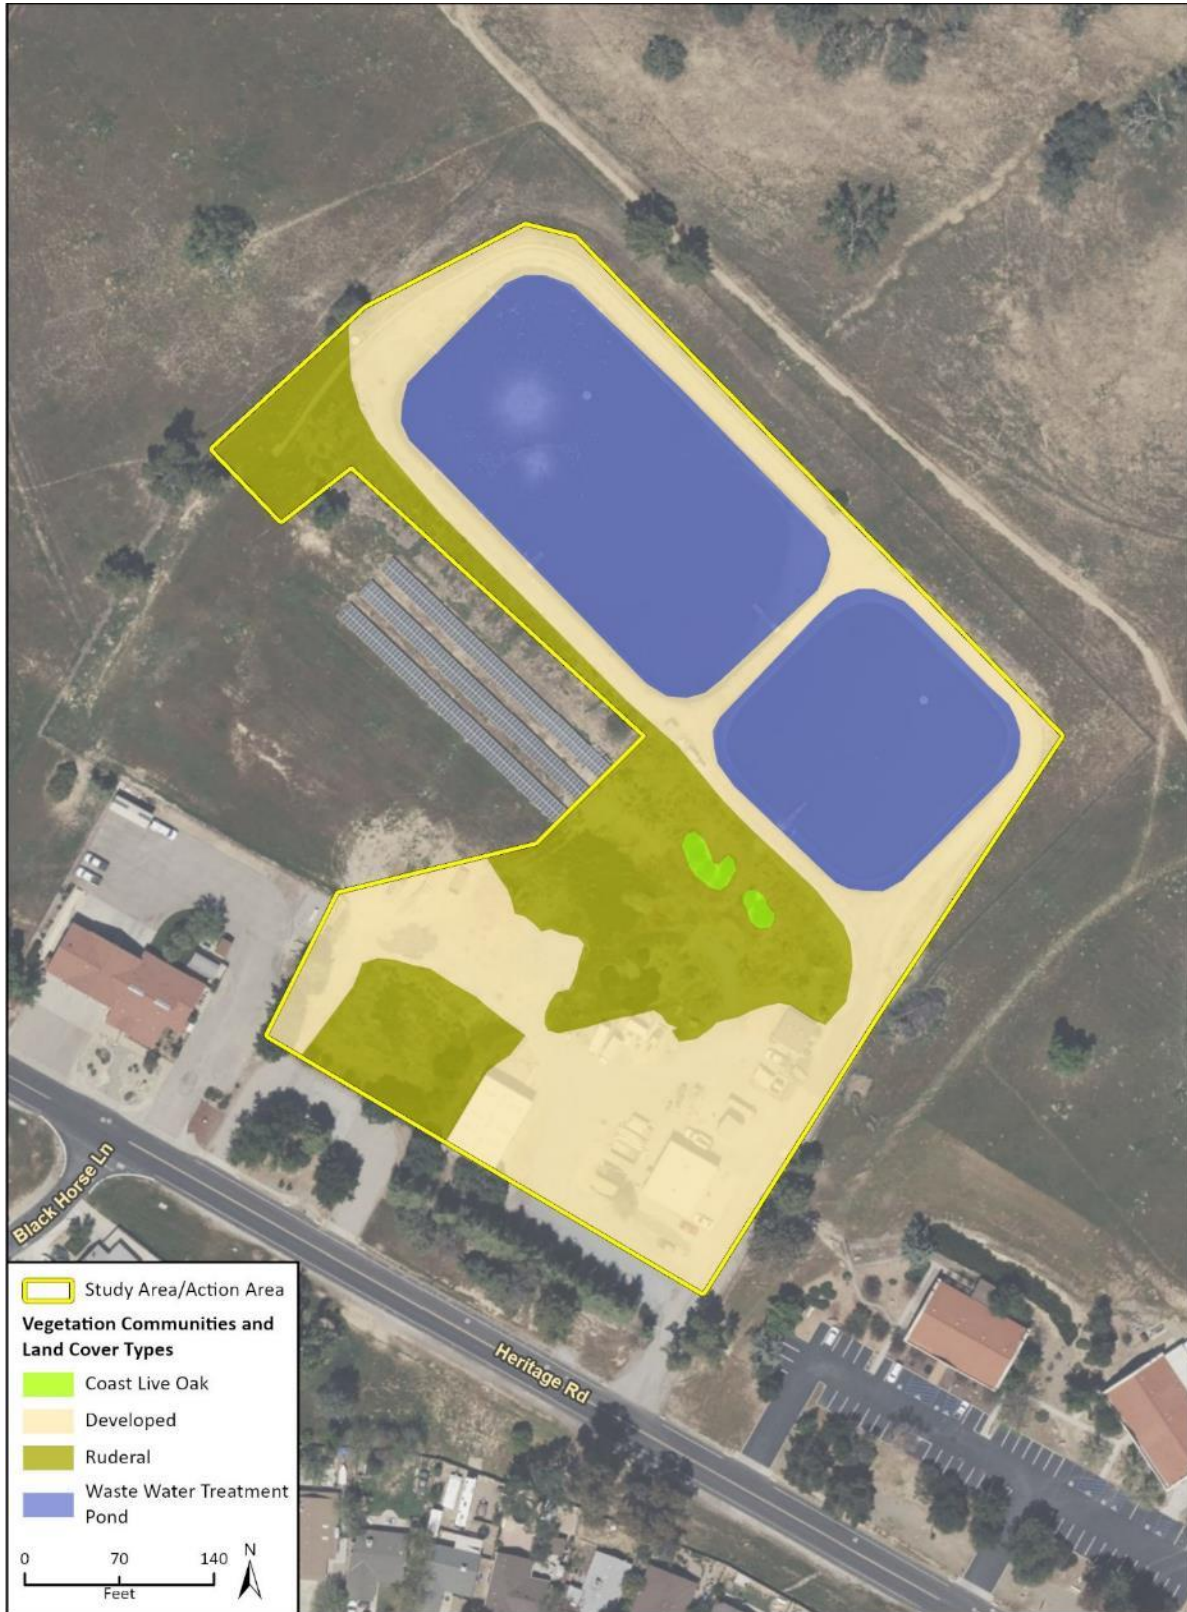 Black Horse Ln
Heritage Rd
Study Area/Action Area
Vegetation Communities and
Land Cover Types
Coast Live Oak
Developed
Ruderal
Waste Water Treatment
Pond
0 70 140
Feet
N